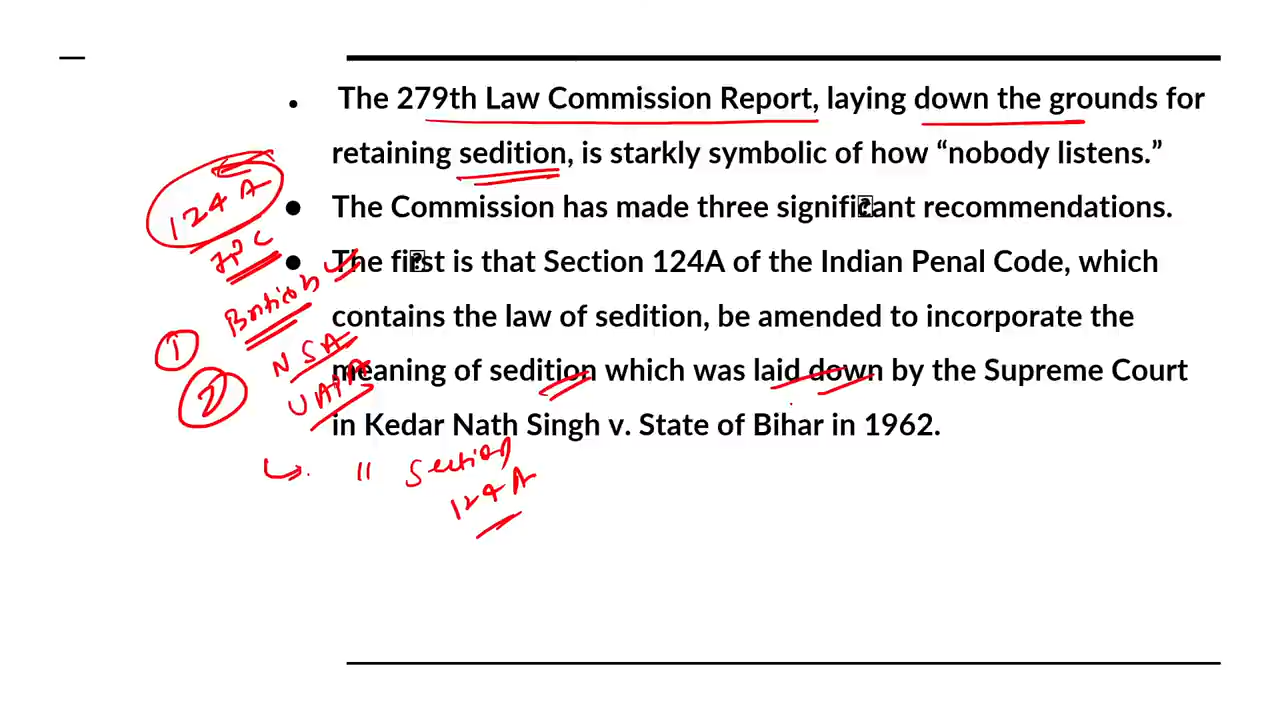 • The 279th Law Commission Report, laying down the grounds for
retaining sedition, is starkly symbolic of how “nobody listens.”
• The Commission has made three significant recommendations.
• The first is that Section 124A of the Indian Penal Code, which
contains the law of sedition, be amended to incorporate the
meaning of sedition which was laid down by the Supreme Court
in Kedar Nath Singh v. State of Bihar in 1962.
124A
IPC
British
1
NSA
2
UAPA
" Section
124A